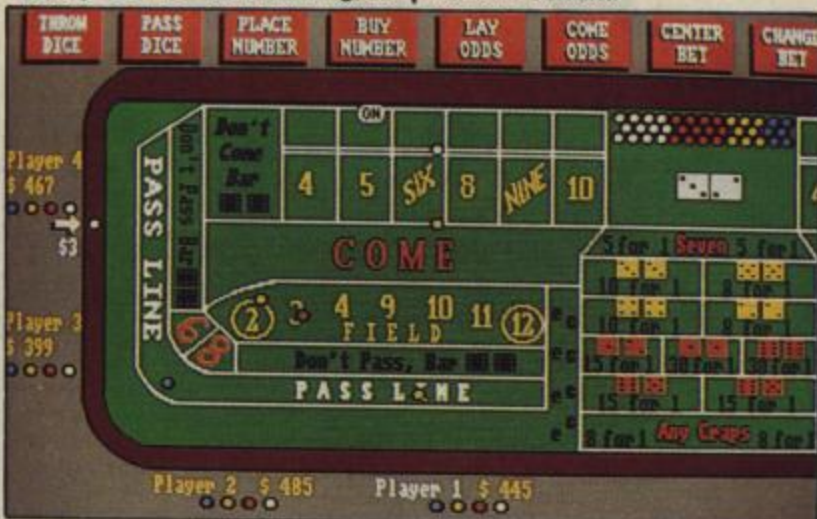 THROW DICE
PASS DICE
PLACE NUMBER
BUY NUMBER
LAY ODDS
COME ODDS
CENTER BET
CHANGE BET
ON
Don't Come Bar
4 5 SIX 8 NINE 10
Player 4
$ 467
$3
PASS LINE
Don't Pass Bar
COME
5 for 1 Seven 5 for 1
10 for 1 8 for 1
10 for 1 8 for 1
15 for 1 30 for 1 30 for 1
15 for 1 15 for 1
8 for 1 Any Craps 8 for 1
2 3 4 9 10 11 12
FIELD
68
Don't Pass, Bar
PASS LINE
Player 3
$ 399
Player 2 $ 485
Player 1 $ 445